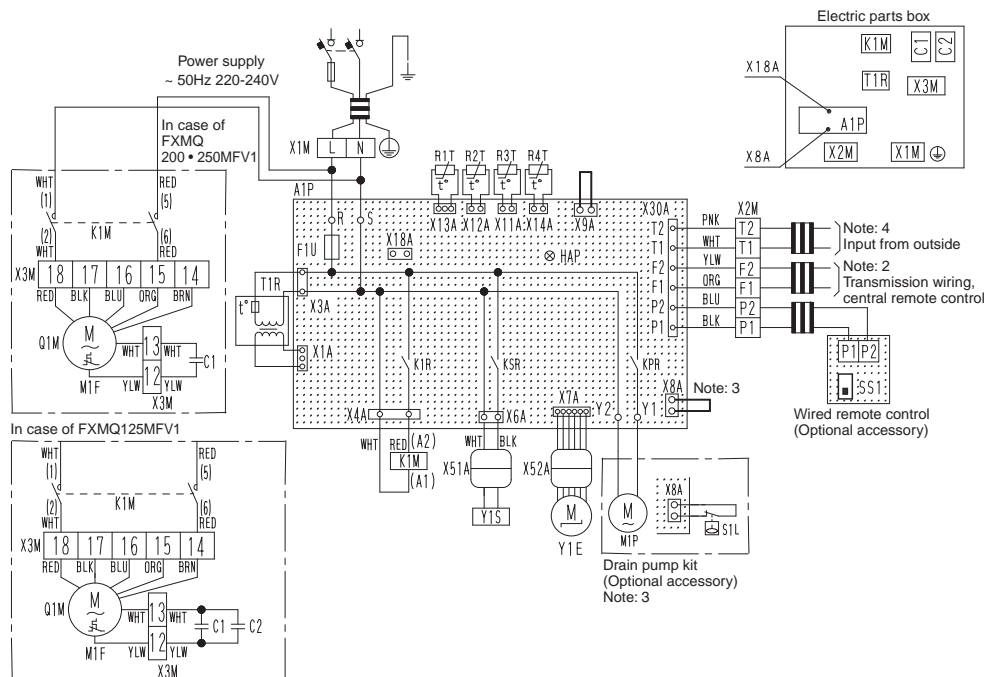 Electric parts box
K1M
C1
C2
X18A
T1R
X3M
A1P
X8A
X2M
X1M
Power supply
~ 50Hz 220-240V
In case of
FXMQ
200 • 250MFV1
WHT
(1)
RED
(5)
K1M
(2)
WHT
(6)
RED
X3M 18 17 16 15 14
RED BLK BLU ORG BRN
Q1M
M
~
M1F
WHT 13 WHT
YLW 12 YLW
C1
X3M
X1M L N
A1P
R S
F1U
X18A
R1T R2T R3T R4T
t° t° t° t°
X13A X12A X11A X14A
X9A
HAP
T1R
t°
X3A
X1A
K1R
KSR
KPR
X30A X2M
T2 PNK T2
T1 WHT T1
F2 YLW F2
F1 ORG F1
P2 BLU P2
P1 BLK P1
Note: 4
Input from outside
Note: 2
Transmission wiring,
central remote control
P1 P2
SS1
Wired remote control
(Optional accessory)
X8A
Note: 3
X4A X6A X7A Y2 Y1
WHT RED (A2)
K1M
(A1)
WHT BLK
X51A X52A
Y1S
M
Y1E
M
~
M1P
X8A
S1L
Drain pump kit
(Optional accessory)
Note: 3
In case of FXMQ125MFV1
WHT
(1)
RED
(5)
K1M
(2)
WHT
(6)
RED
X3M 18 17 16 15 14
RED BLK BLU ORG BRN
Q1M
M
~
M1F
WHT 13 WHT
YLW 12 YLW
C1 C2
X3M